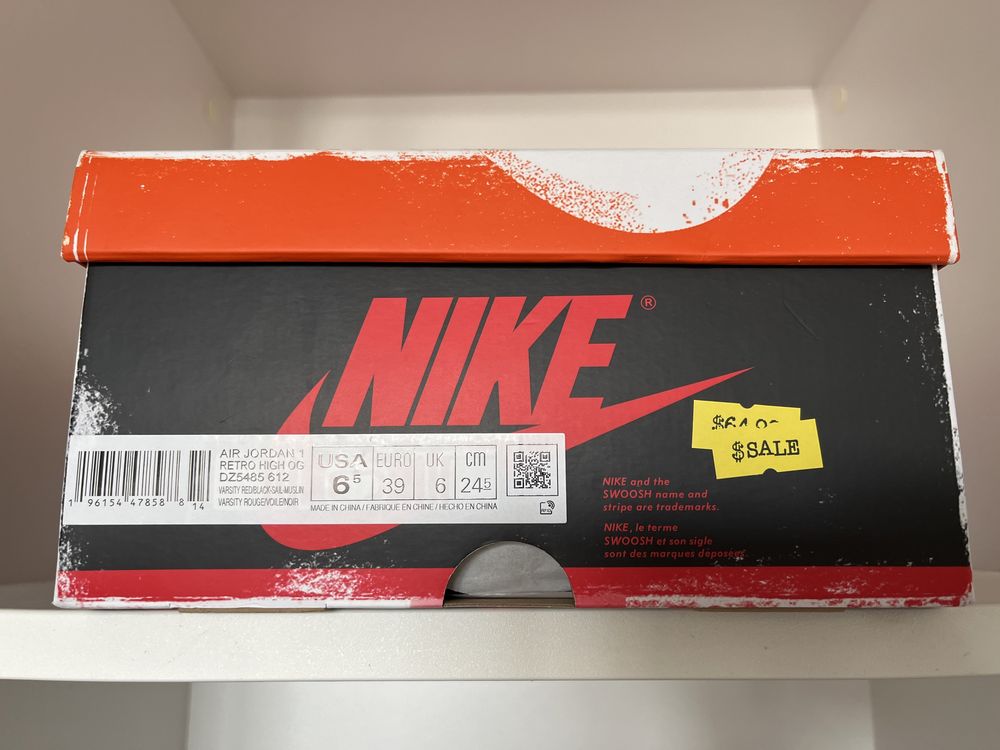 NIKE®
$SALE
AIR JORDAN 1
RETRO HIGH OG
DZ5485 612
VARSITY RED/BLACK-SAIL-MUSLIN
VARSITY ROUGE/VOILE/NOIR
1 96154 47858 8 14
USA EURO UK CM
6⁵ 39 6 24⁵
MADE IN CHINA / FABRIQUE EN CHINE / HECHO EN CHINA
RFID
NIKE and the
SWOOSH name and
stripe are trademarks.
NIKE, le terme
SWOOSH et son sigle
sont des marques déposées.